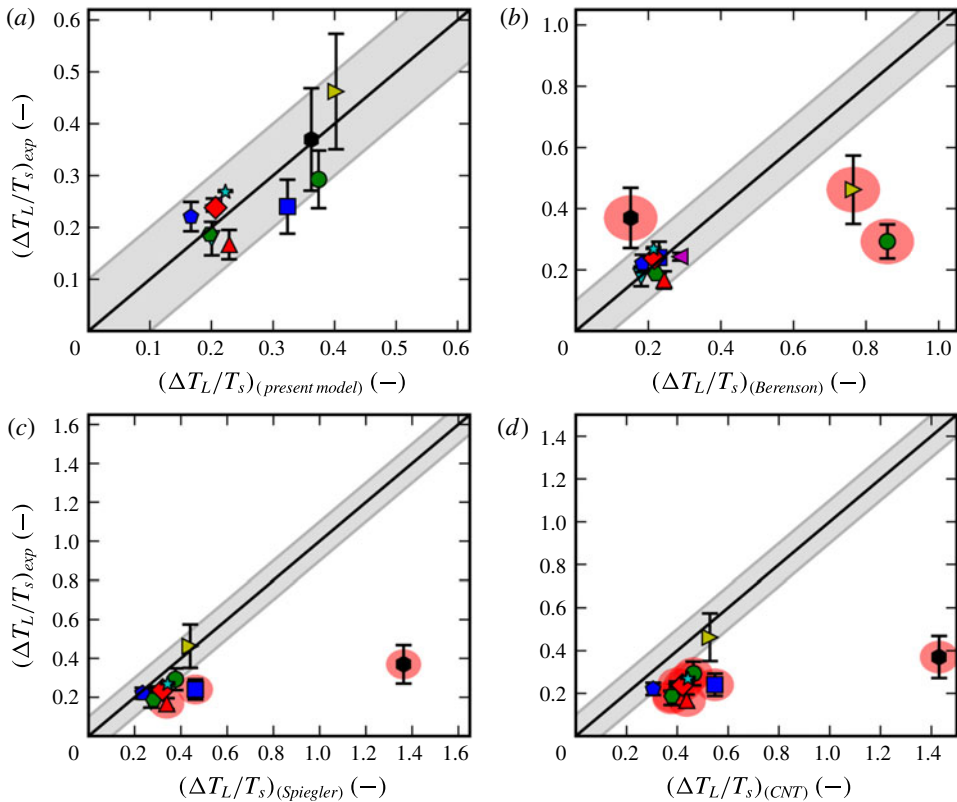 (a)
(b)
0.6
0.5
0.4
0.3
0.2
0.1
0
0.1 0.2 0.3 0.4 0.5 0.6
(ΔT_L/T_s)_exp (−)
(ΔT_L/T_s)_(present model) (−)
1.0
0.8
0.6
0.4
0.2
0
0.2 0.4 0.6 0.8 1.0
(ΔT_L/T_s)_(Berenson) (−)
(c)
(d)
1.6
1.4
1.2
1.0
0.8
0.6
0.4
0.2
0
0.2 0.4 0.6 0.8 1.0 1.2 1.4 1.6
((ΔT_L/T_s)_exp (−)
(ΔT_L/T_s)_(Spiegler) (−)
1.4
1.2
1.0
0.8
0.6
0.4
0.2
0
0.2 0.4 0.6 0.8 1.0 1.2 1.4
(ΔT_L/T_s)_(CNT) (−)